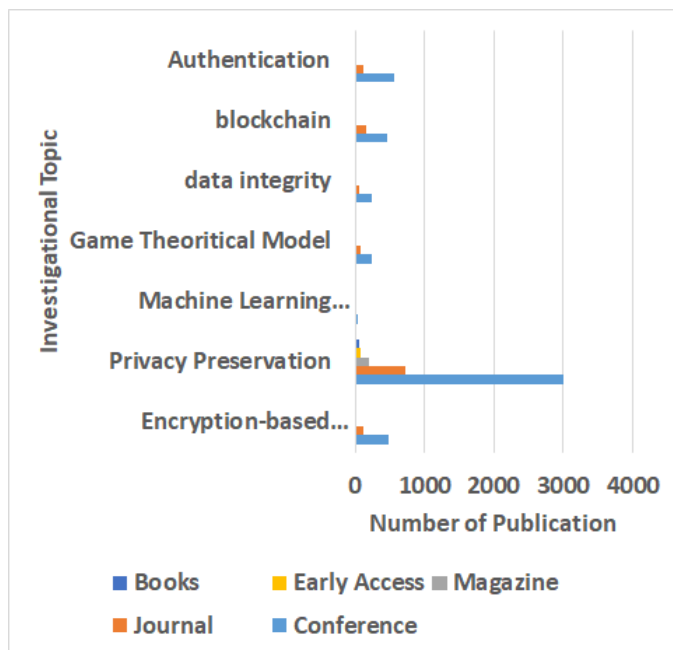 Investigational Topic
Authentication
blockchain
data integrity
Game Theoritical Model
Machine Learning...
Privacy Preservation
Encryption-based...
0 1000 2000 3000 4000
Number of Publication
Books Early Access Magazine
Journal Conference